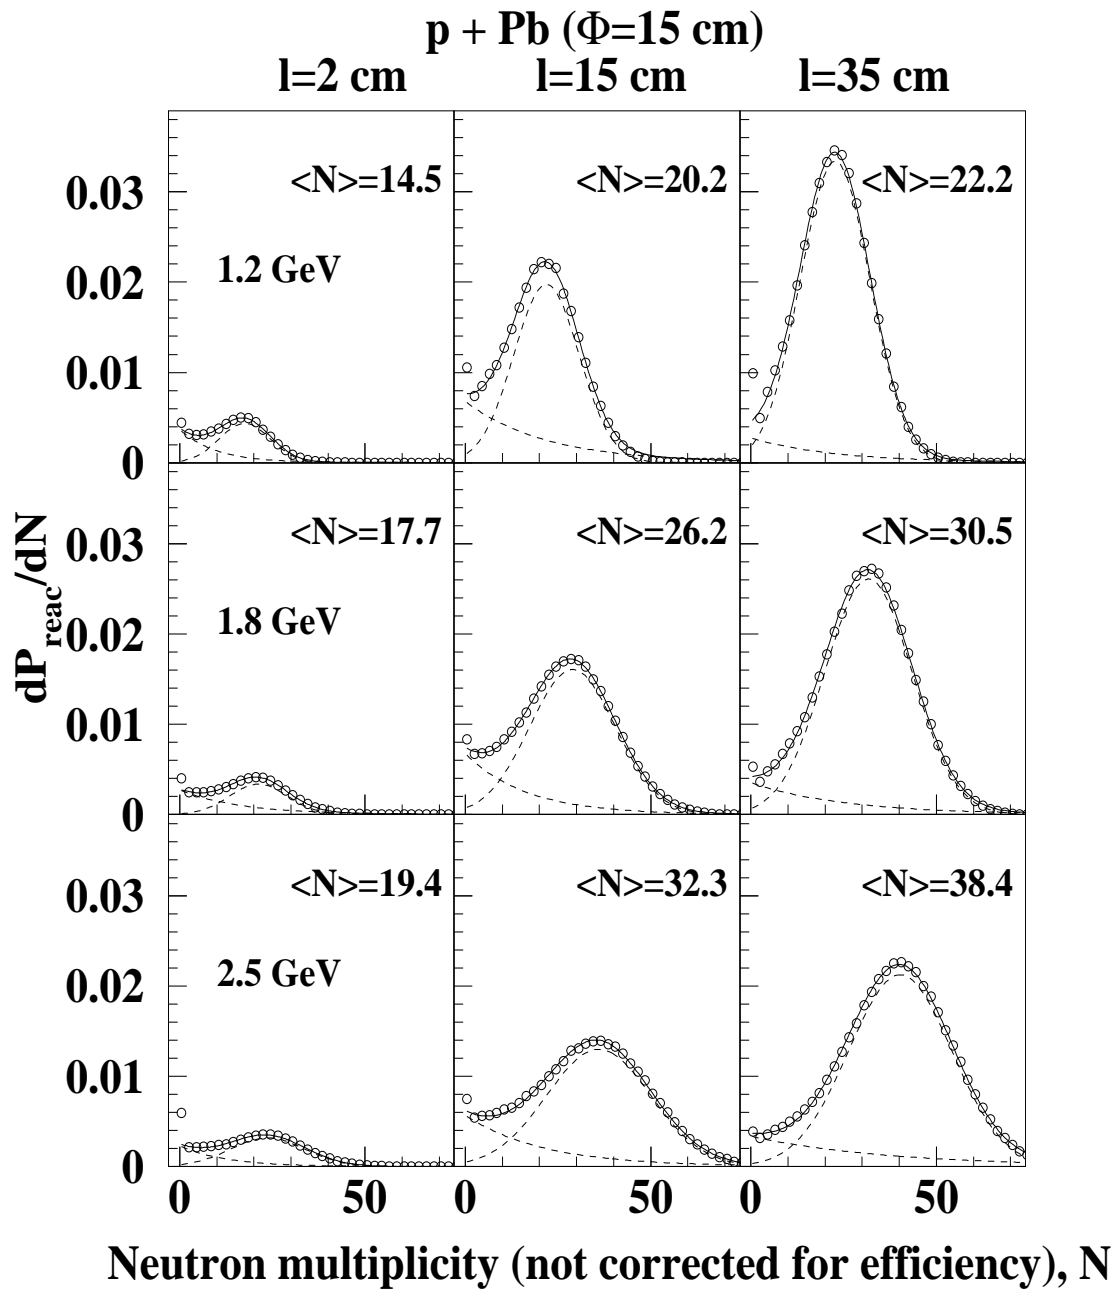 p + Pb (Φ=15 cm)
l=2 cm l=15 cm l=35 cm
<N>=14.5 <N>=20.2 <N>=22.2
0.03
1.2 GeV
0.02
0.01
0
<N>=17.7 <N>=26.2 <N>=30.5
0.03
1.8 GeV
0.02
0.01
0
<N>=19.4 <N>=32.3 <N>=38.4
0.03
2.5 GeV
0.02
0.01
0
dP reac/dN
0 50 0 50 0 50
Neutron multiplicity (not corrected for efficiency), N